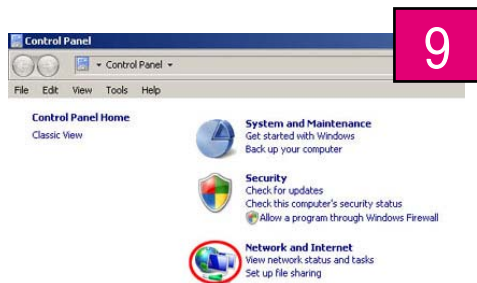 Control Panel
9
Control Panel
File Edit View Tools Help
Control Panel Home
Classic View
System and Maintenance
Get started with Windows
Back up your computer
Security
Check for updates
Check this computer's security status
Allow a program through Windows Firewall
Network and Internet
View network status and tasks
Set up file sharing